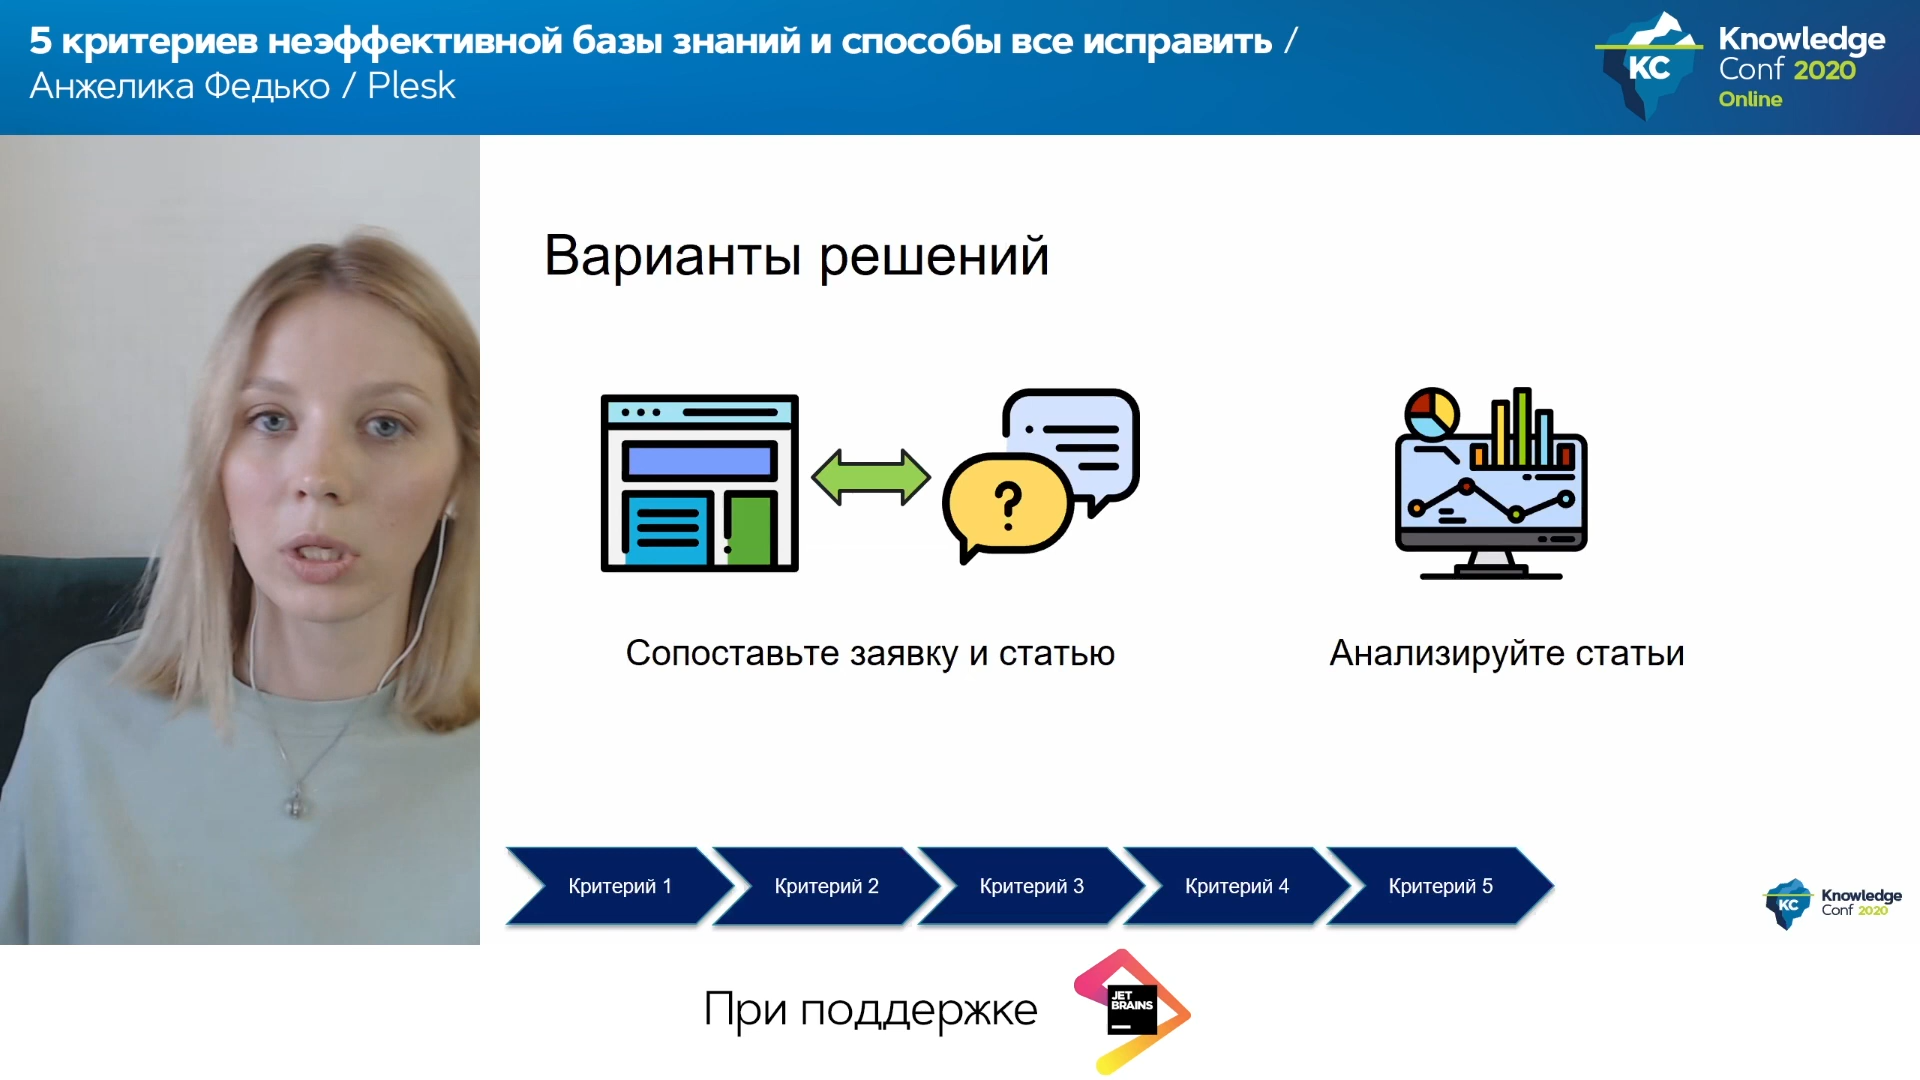 5 критериев неэффективной базы знаний и способы все исправить /
Анжелика Федько / Plesk
KC
Knowledge
Conf 2020
Online
Варианты решений
?
Сопоставьте заявку и статью
Анализируйте статьи
Критерий 1
Критерий 2
Критерий 3
Критерий 4
Критерий 5
KC
Knowledge
Conf 2020
При поддержке
JET
BRAINS